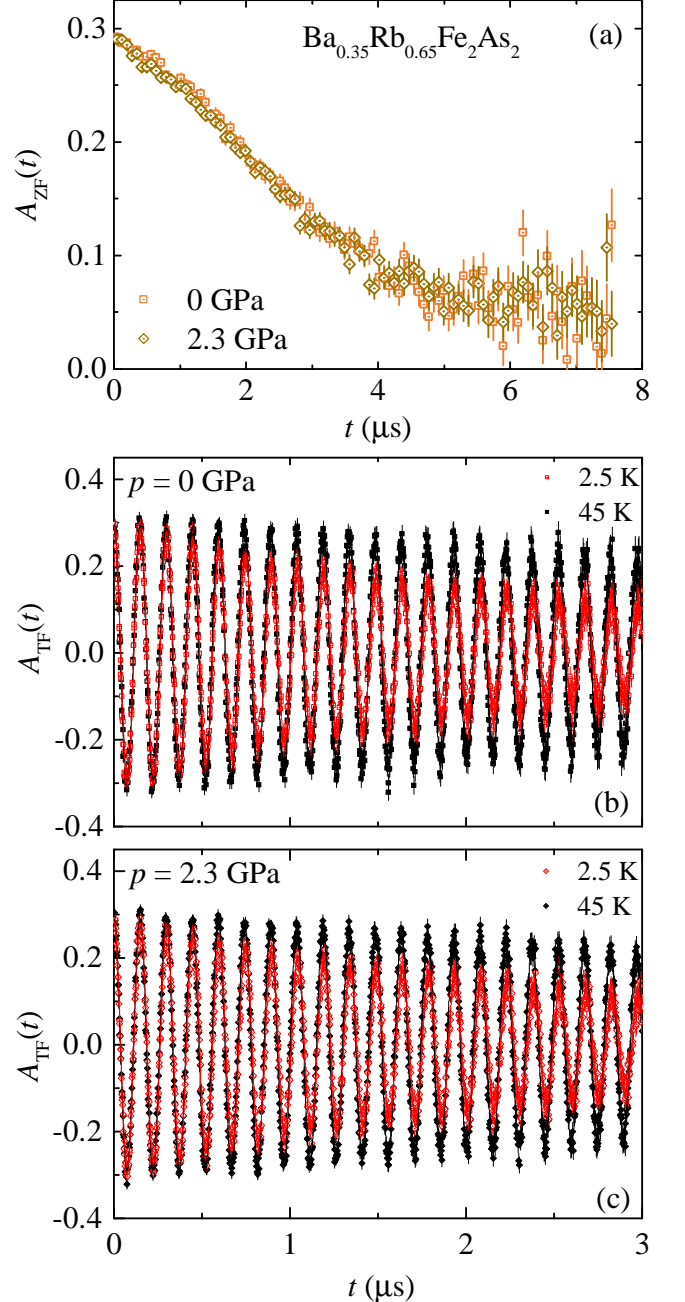 Ba0.35Rb0.65Fe2As2 (a)
0.3
0.2
0.1
0.0
AZF(t)
0 GPa
2.3 GPa
0 2 4 6 8
t (μs)
p = 0 GPa
2.5 K
45 K
0.4
0.2
0.0
-0.2
-0.4
ATF(t)
(b)
p = 2.3 GPa
2.5 K
45 K
0.4
0.2
0.0
-0.2
-0.4
ATF(t)
(c)
0 1 2 3
t (μs)